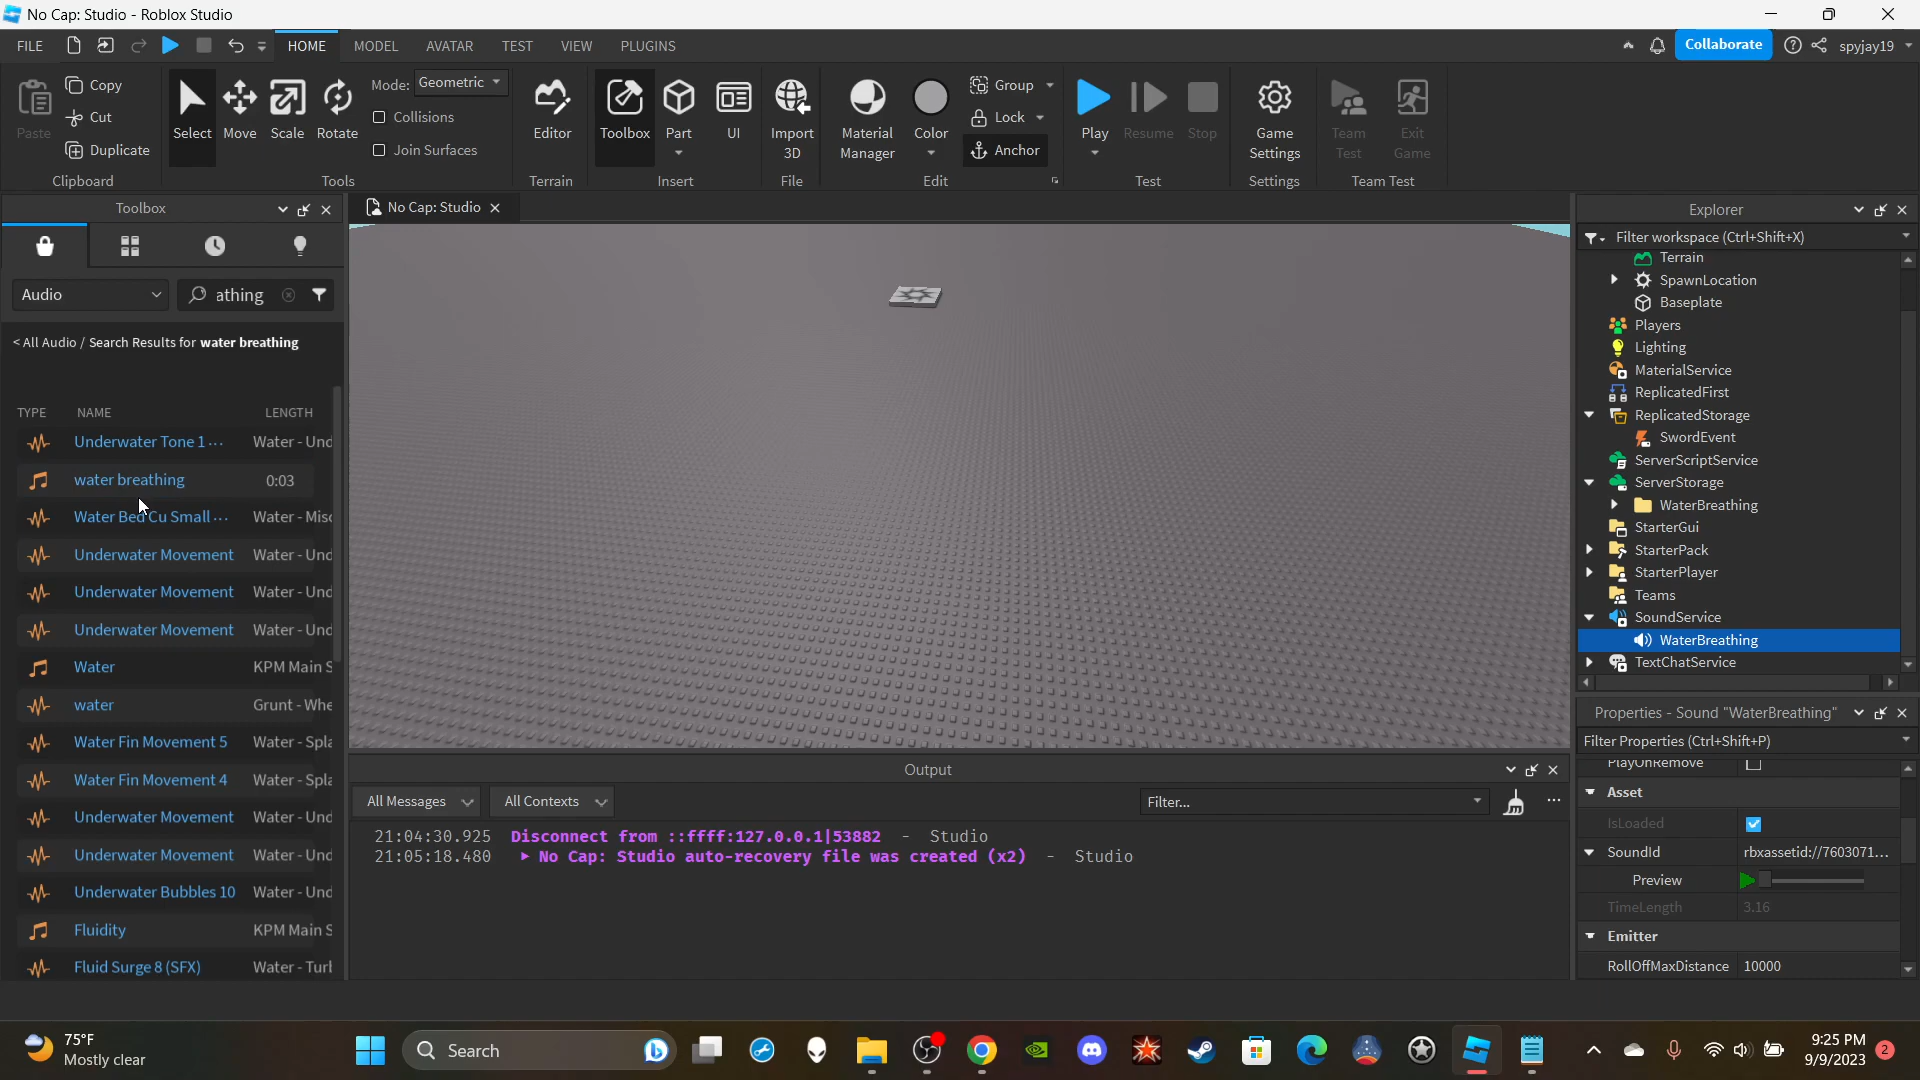 No Cap: Studio - Roblox Studio
FILE
HOME
MODEL
AVATAR
TEST
VIEW
PLUGINS
Collaborate
spyjay19
Paste
Copy
Cut
Duplicate
Clipboard
Select
Move
Scale
Rotate
Mode: Geometric
Collisions
Join Surfaces
Tools
Editor
Terrain
Toolbox
Part
UI
Insert
Import
3D
File
Material
Manager
Color
Group
Lock
Anchor
Edit
Play
Resume
Stop
Test
Game
Settings
Settings
Team
Test
Exit
Game
Team Test
Toolbox
Audio
athing
< All Audio / Search Results for water breathing
TYPE NAME LENGTH
Underwater Tone 1 ... Water - Und
water breathing 0:03
Water Bed Cu Small ... Water - Misc
Underwater Movement Water - Und
Underwater Movement Water - Und
Underwater Movement Water - Und
Water KPM Main S
water Grunt - Whe
Water Fin Movement 5 Water - Spla
Water Fin Movement 4 Water - Spla
Underwater Movement Water - Und
Underwater Movement Water - Und
Underwater Bubbles 10 Water - Und
Fluidity KPM Main S
Fluid Surge 8 (SFX) Water - Turb
No Cap: Studio
Output
All Messages
All Contexts
Filter...
21:04:30.925 Disconnect from ::ffff:127.0.0.1|53882 - Studio
21:05:18.480 No Cap: Studio auto-recovery file was created (x2) - Studio
Explorer
Filter workspace (Ctrl+Shift+X)
Terrain
SpawnLocation
Baseplate
Players
Lighting
MaterialService
ReplicatedFirst
ReplicatedStorage
SwordEvent
ServerScriptService
ServerStorage
WaterBreathing
StarterGui
StarterPack
StarterPlayer
Teams
SoundService
WaterBreathing
TextChatService
Properties - Sound "WaterBreathing"
Filter Properties (Ctrl+Shift+P)
PlayOnRemove
Asset
IsLoaded
SoundId rbxassetid://7603071...
Preview
TimeLength 3.16
Emitter
RollOffMaxDistance 10000
75°F
Mostly clear
Search
9:25 PM
9/9/2023
2